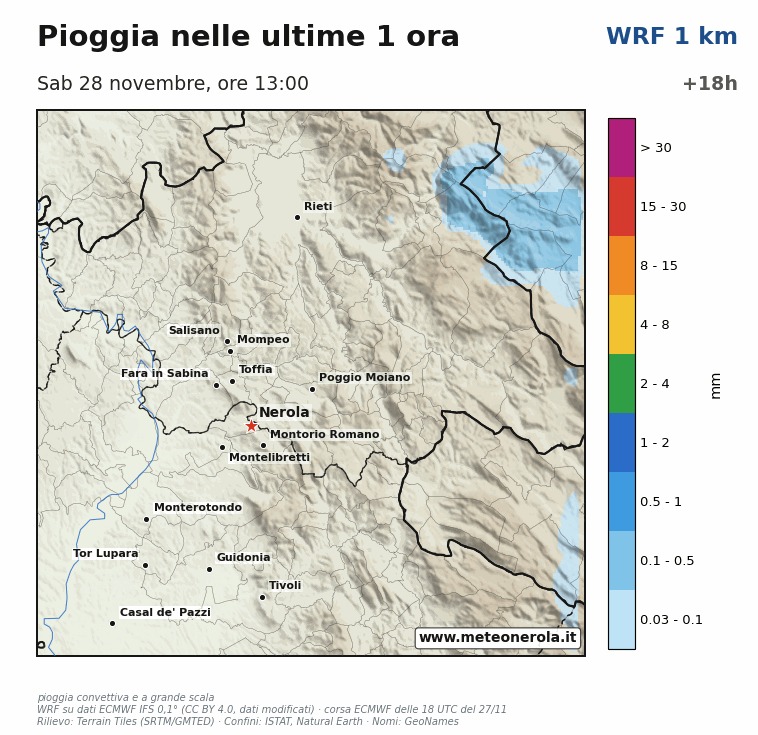 Pioggia nelle ultime 1 ora
WRF 1 km
Sab 28 novembre, ore 13:00
+18h
> 30
15 - 30
8 - 15
4 - 8
2 - 4
1 - 2
0.5 - 1
0.1 - 0.5
0.03 - 0.1
mm
Rieti
Salisano
Mompeo
Toffia
Fara in Sabina
Poggio Moiano
Nerola
Montorio Romano
Montelibretti
Monterotondo
Tor Lupara
Guidonia
Tivoli
Casal de' Pazzi
www.meteonerola.it
pioggia convettiva e a grande scala
WRF su dati ECMWF IFS 0,1° (CC BY 4.0, dati modificati) · corsa ECMWF delle 18 UTC del 27/11
Rilievo: Terrain Tiles (SRTM/GMTED) · Confini: ISTAT, Natural Earth · Nomi: GeoNames